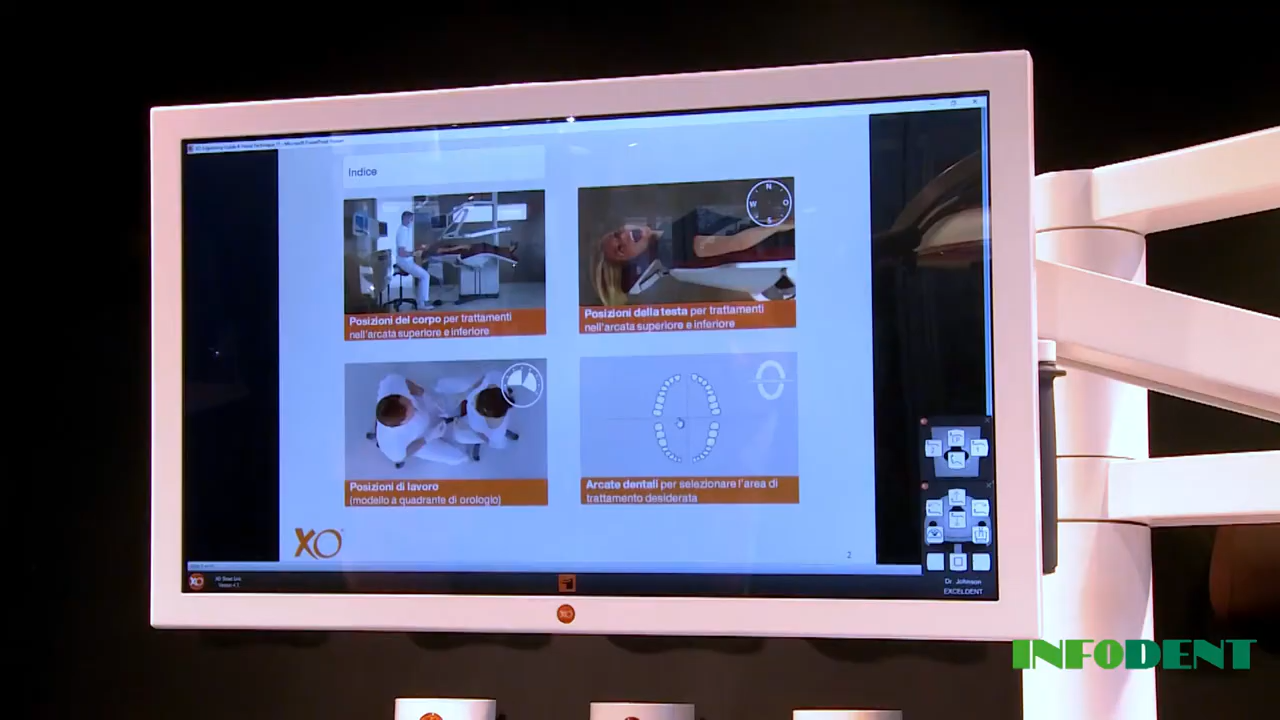 Indice
N
W O
S
Posizioni del corpo per trattamenti
nell'arcata superiore e inferiore
Posizioni della testa per trattamenti
nell'arcata superiore e inferiore
Posizioni di lavoro
(modello a quadrante di orologio)
Arcate dentali per selezionare l'area di
trattamento desiderata
XO
2
XO
Dr. Johnson
EXCELDENT
XO
INFODENT